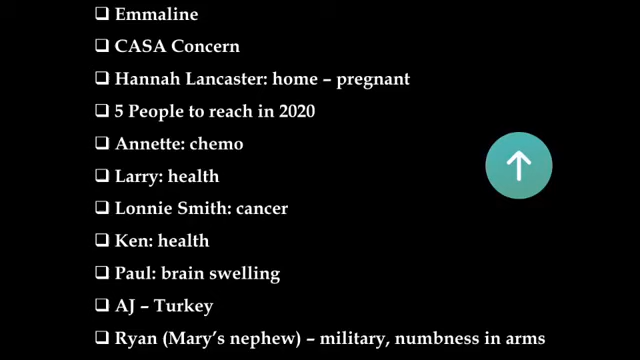 ❑ Emmaline
❑ CASA Concern
❑ Hannah Lancaster: home – pregnant
❑ 5 People to reach in 2020
❑ Annette: chemo
❑ Larry: health
❑ Lonnie Smith: cancer
❑ Ken: health
❑ Paul: brain swelling
❑ AJ – Turkey
❑ Ryan (Mary’s nephew) – military, numbness in arms